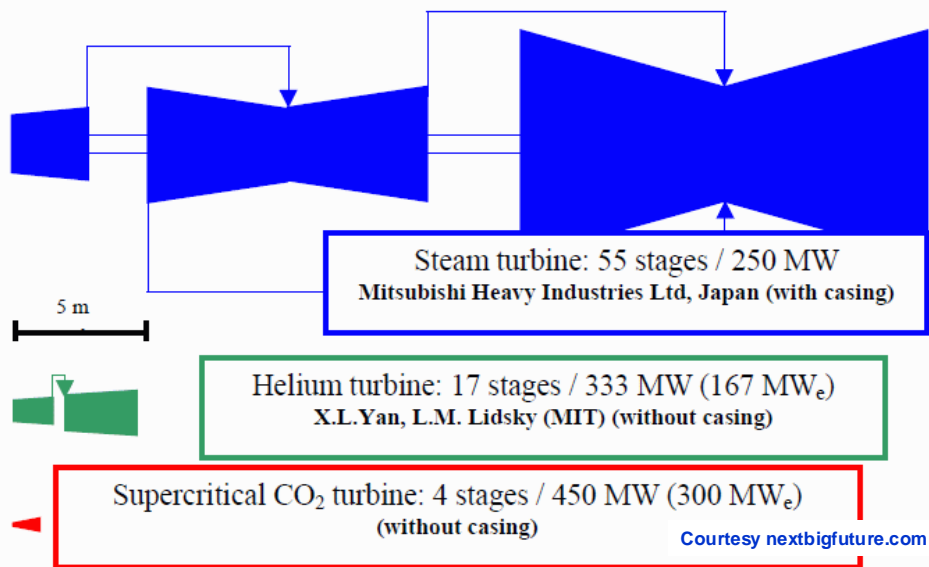 Steam turbine: 55 stages / 250 MW
Mitsubishi Heavy Industries Ltd, Japan (with casing)
5 m
Helium turbine: 17 stages / 333 MW (167 MWₑ)
X.L.Yan, L.M. Lidsky (MIT) (without casing)
Supercritical CO₂ turbine: 4 stages / 450 MW (300 MWₑ)
(without casing)
Courtesy nextbigfuture.com